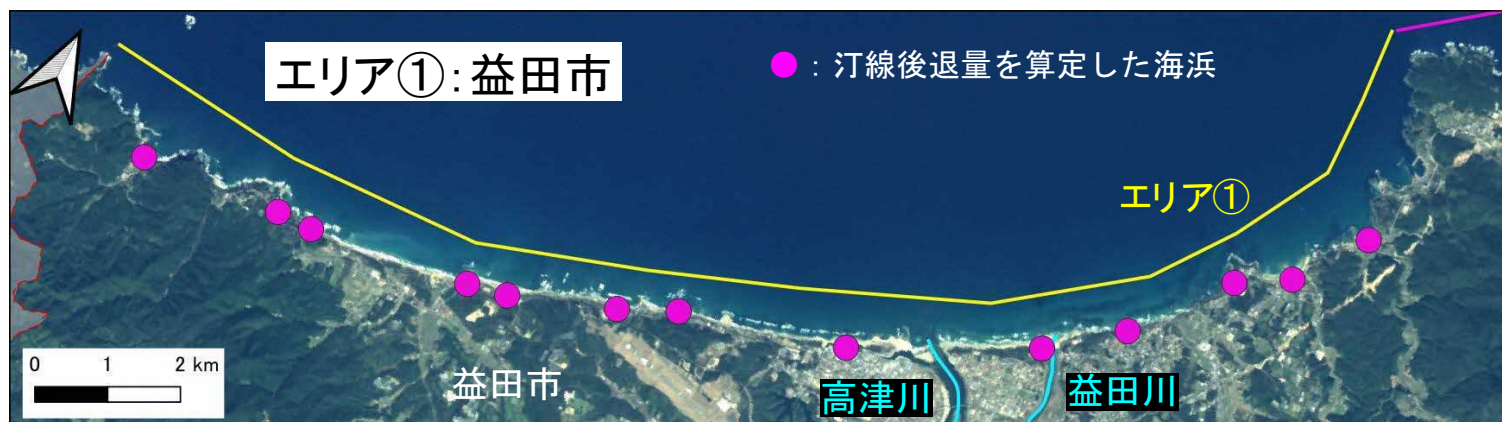 エリア①：益田市
：汀線後退量を算定した海浜
エリア①
0 1 2 km
益田市
高津川
益田川